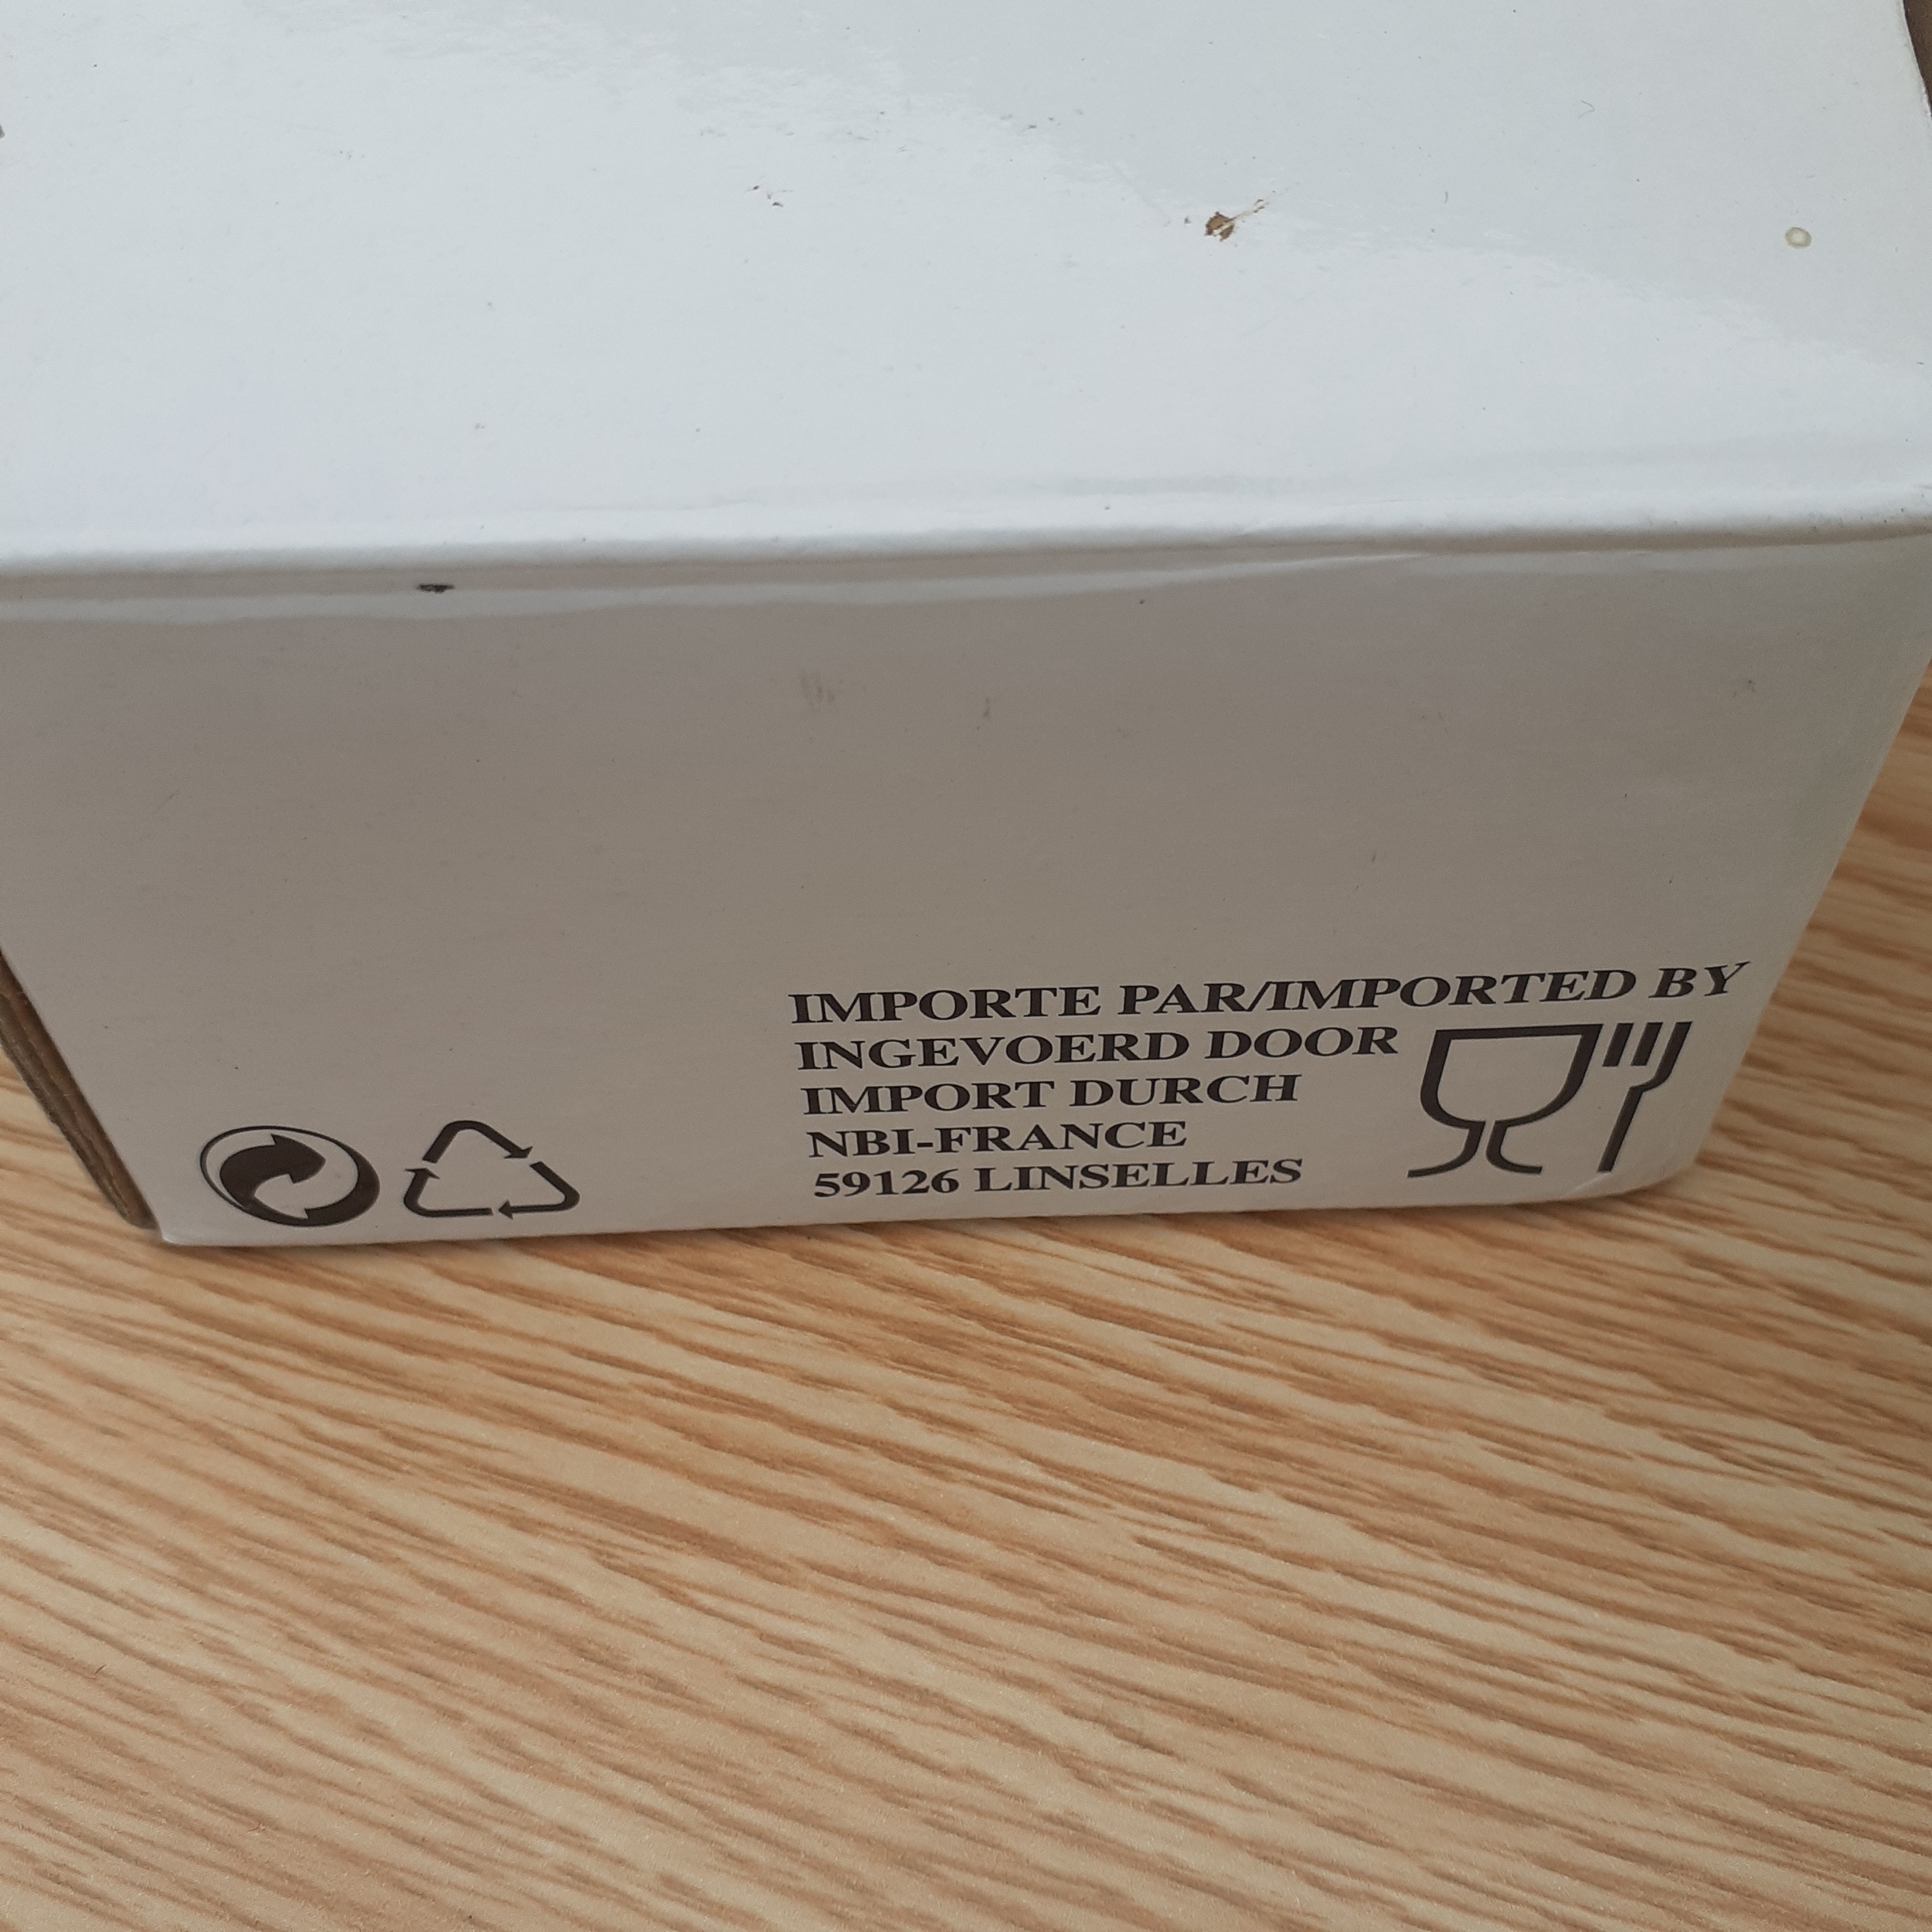 IMPORTE PAR/IMPORTED BY
INGEVOERD DOOR
IMPORT DURCH
NBI-FRANCE
59126 LINSELLES